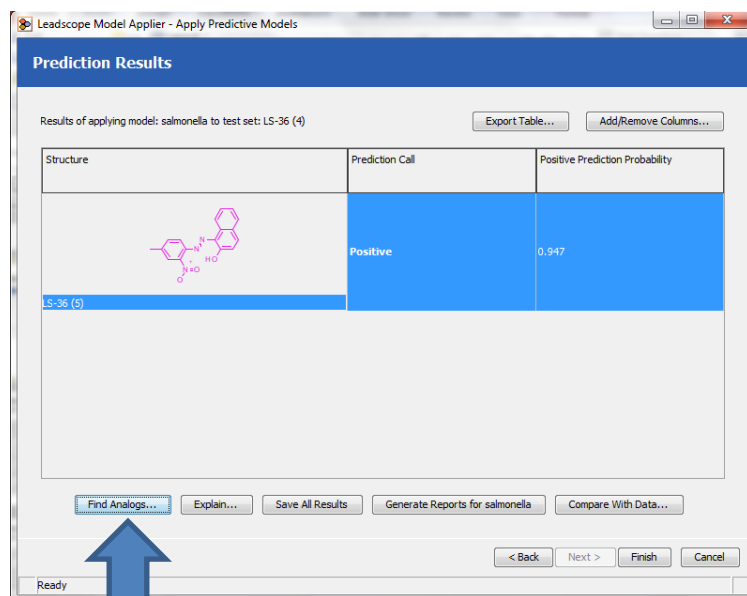 Leadscope Model Applier - Apply Predictive Models
Prediction Results
Results of applying model: salmonella to test set: LS-36 (4)
Export Table...
Add/Remove Columns...
Structure
Prediction Call
Positive Prediction Probability
N
N
HO
N
O
O
Positive
0.947
LS-36 (5)
Find Analogs...
Explain...
Save All Results
Generate Reports for salmonella
Compare With Data...
< Back
Next >
Finish
Cancel
Ready